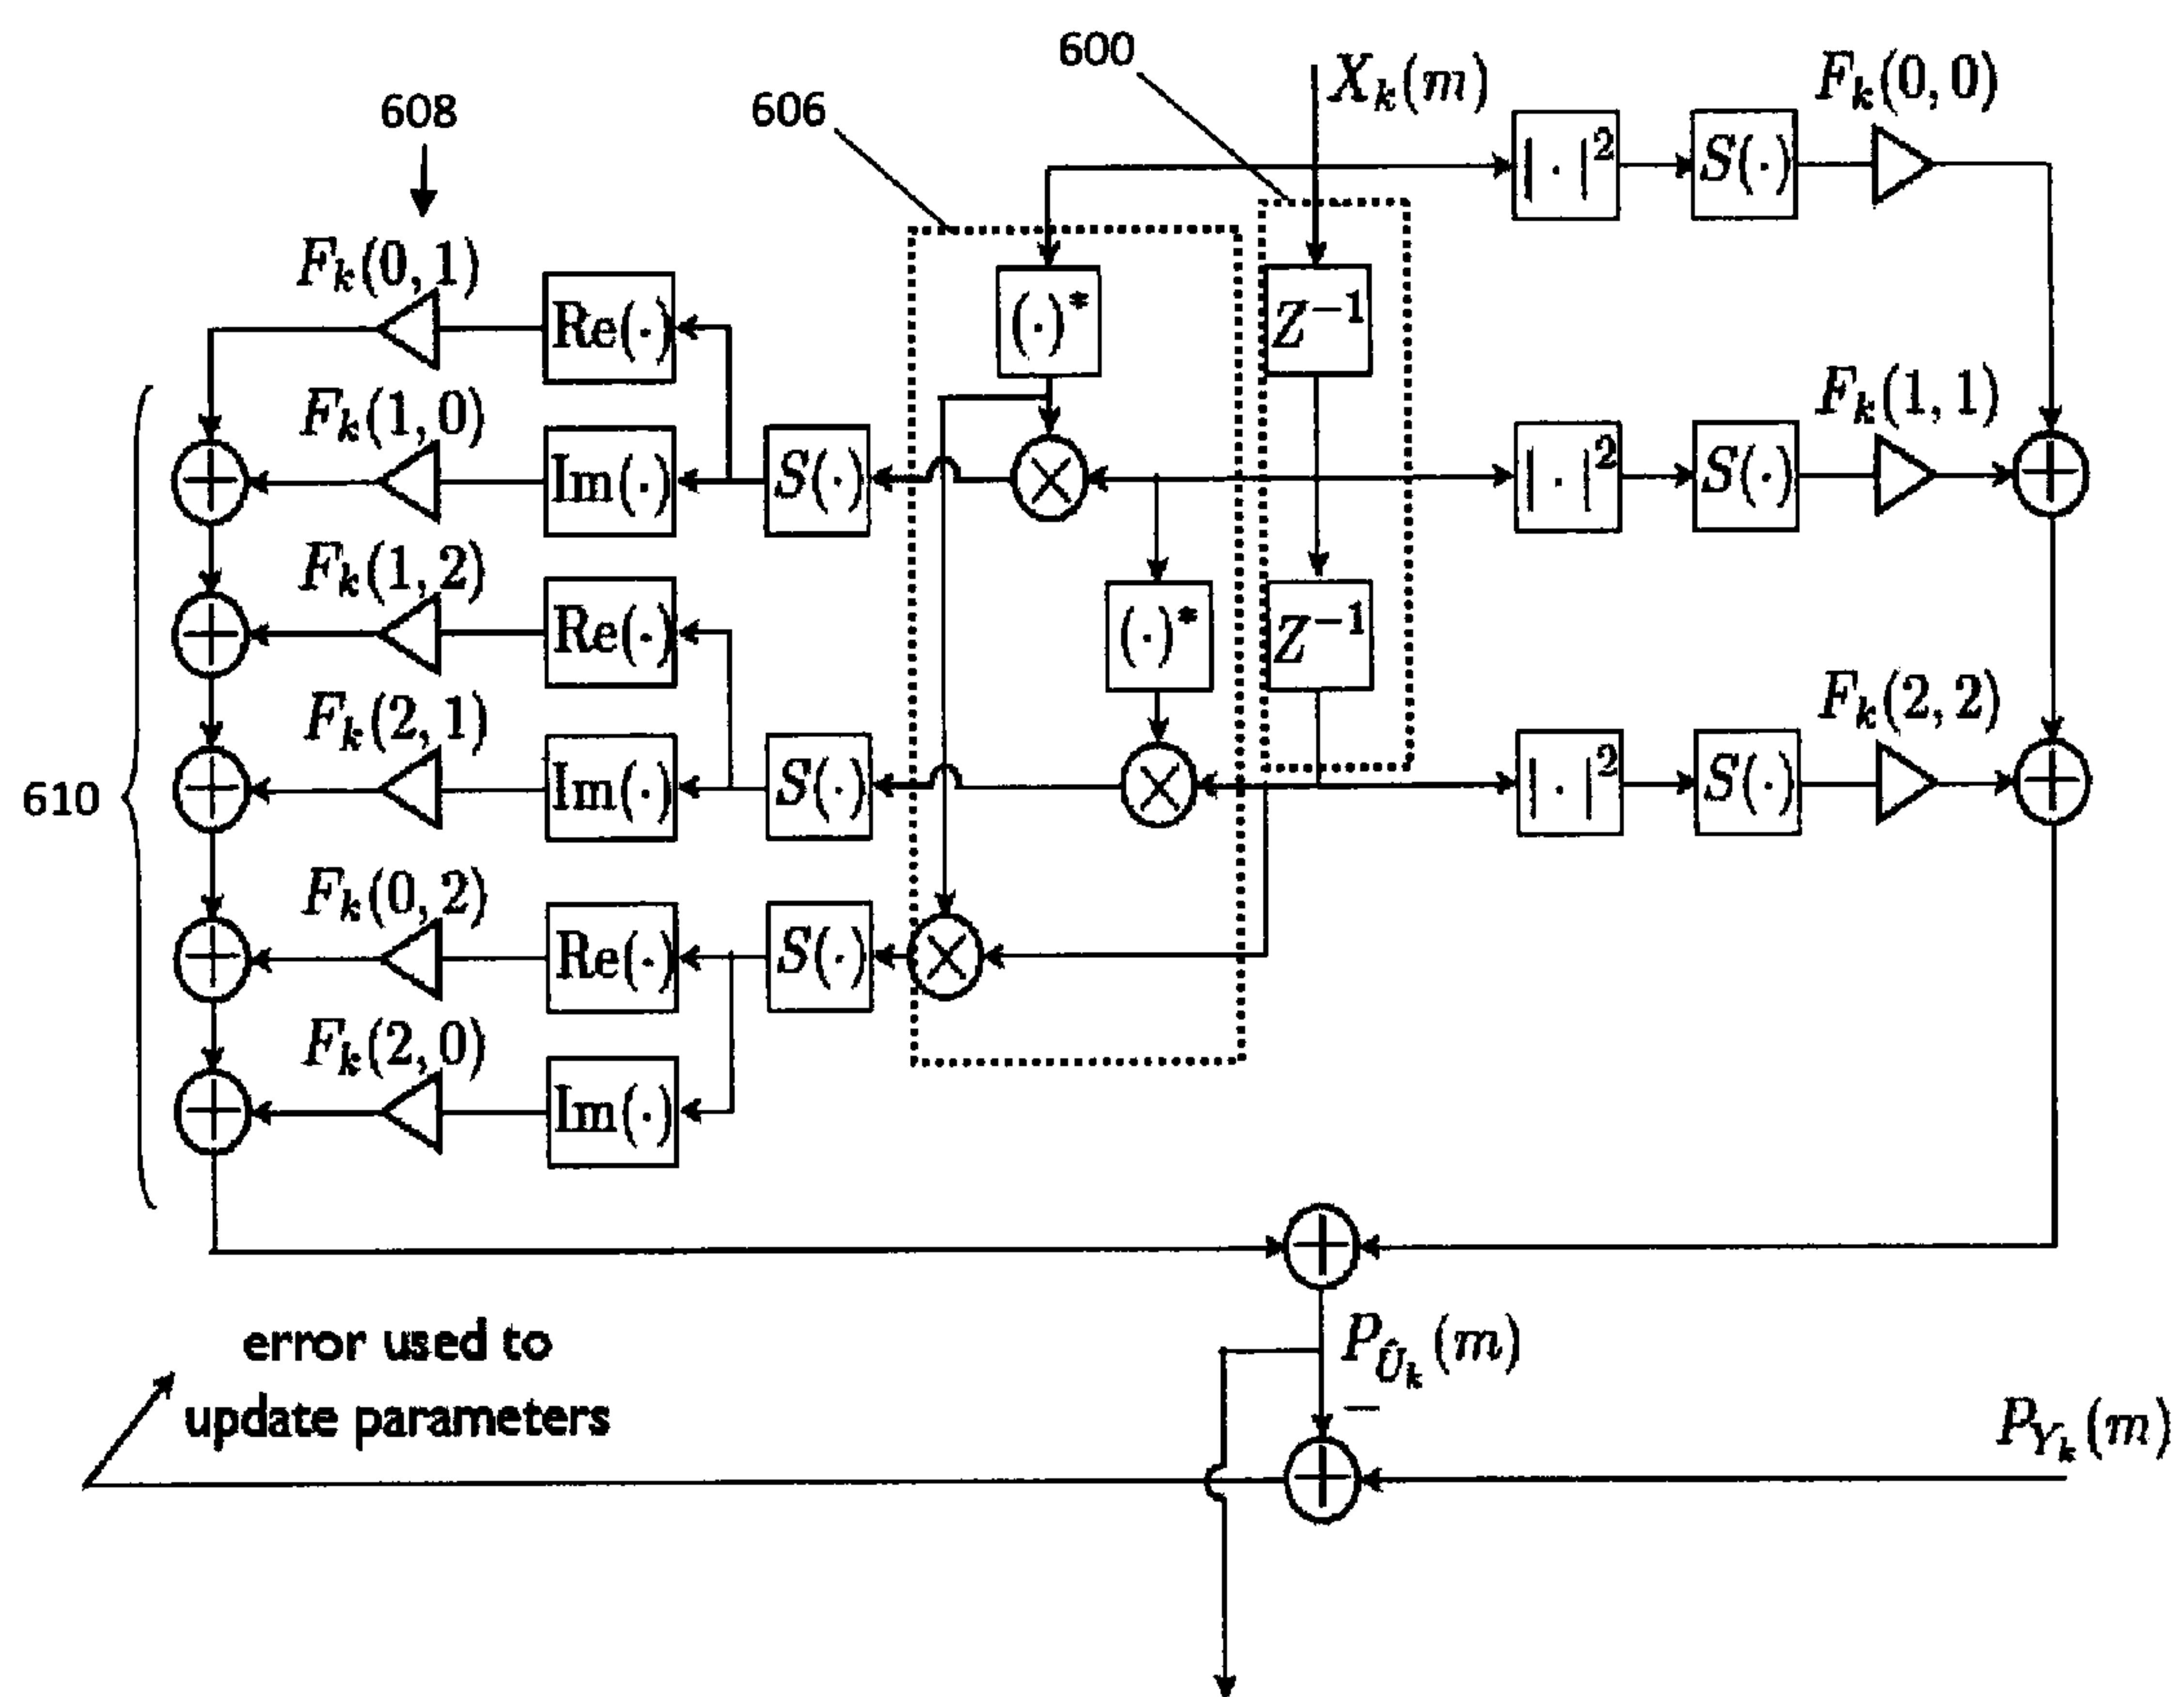 600
X_k(m)
F_k(0, 0)
606
608
| · |²
S(·)
F_k(0, 1)
Re(·)
(·)*
Z⁻¹
F_k(1, 0)
Im(·)
S(·)
| · |²
S(·)
F_k(1, 1)
F_k(1, 2)
Re(·)
(·)*
Z⁻¹
F_k(2, 1)
Im(·)
S(·)
| · |²
S(·)
F_k(2, 2)
610
F_k(0, 2)
Re(·)
S(·)
F_k(2, 0)
Im(·)
P_{Û_k}(m)
−
error used to
update parameters
P_{Y_k}(m)